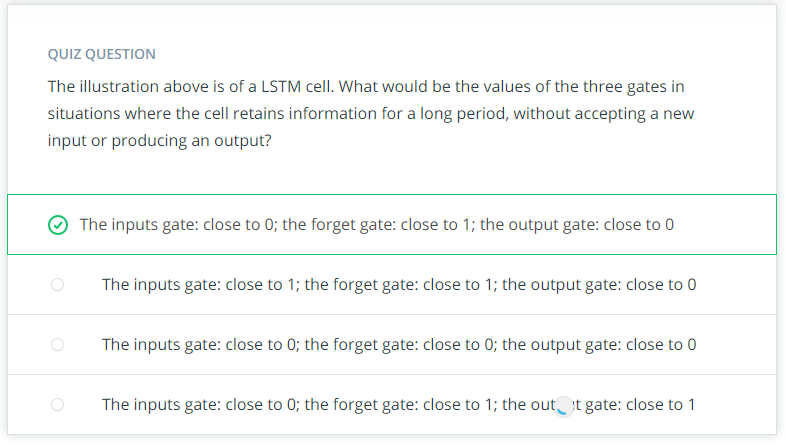 QUIZ QUESTION
The illustration above is of a LSTM cell. What would be the values of the three gates in
situations where the cell retains information for a long period, without accepting a new
input or producing an output?
The inputs gate: close to 0; the forget gate: close to 1; the output gate: close to 0
The inputs gate: close to 1; the forget gate: close to 1; the output gate: close to 0
The inputs gate: close to 0; the forget gate: close to 0; the output gate: close to 0
The inputs gate: close to 0; the forget gate: close to 1; the output gate: close to 1